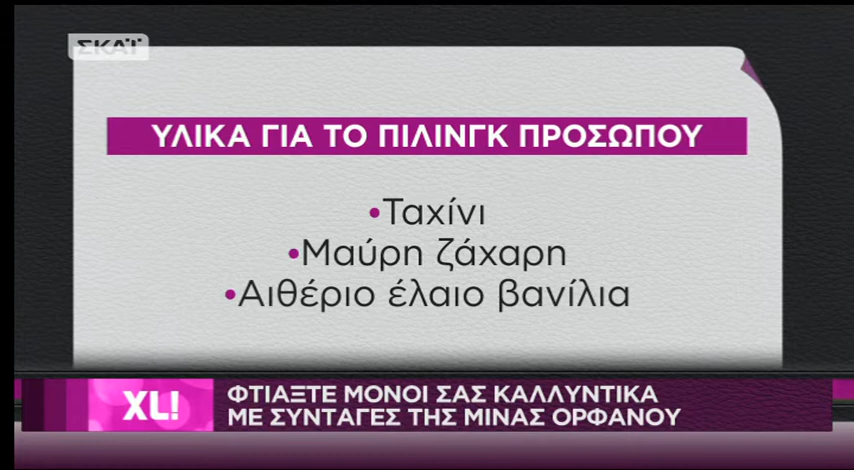 ΣΚΑΤ
ΥΛΙΚΑ ΓΙΑ ΤΟ ΠΙΛΙΝΓΚ ΠΡΟΣΩΠΟΥ
•Ταχίνι
•Μαύρη ζάχαρη
•Αιθέριο έλαιο βανίλια
XL!
ΦΤΙΑΞΤΕ ΜΟΝΟΙ ΣΑΣ ΚΑΛΛΥΝΤΙΚΑ
ΜΕ ΣΥΝΤΑΓΕΣ ΤΗΣ ΜΙΝΑΣ ΟΡΦΑΝΟΥ